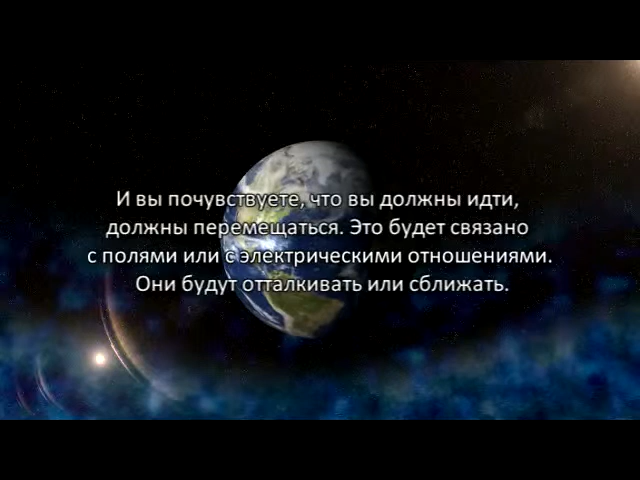 И вы почувствуете, что вы должны идти,
должны перемещаться. Это будет связано
с полями или с электрическими отношениями.
Они будут отталкивать или сближать.